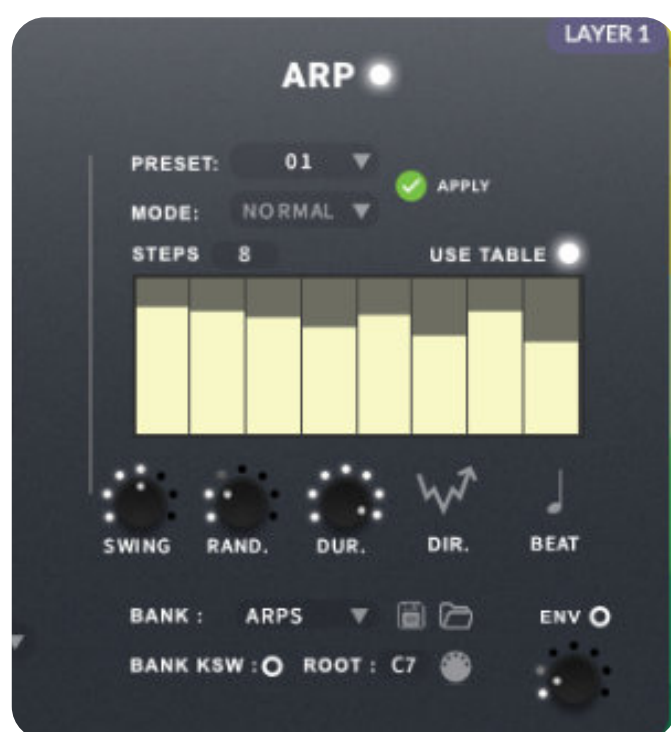 LAYER 1
ARP
PRESET: 01
APPLY
MODE: NORMAL
STEPS 8 USE TABLE
SWING RAND. DUR. DIR. BEAT
BANK : ARPS ENV
BANK KSW : ROOT : C7